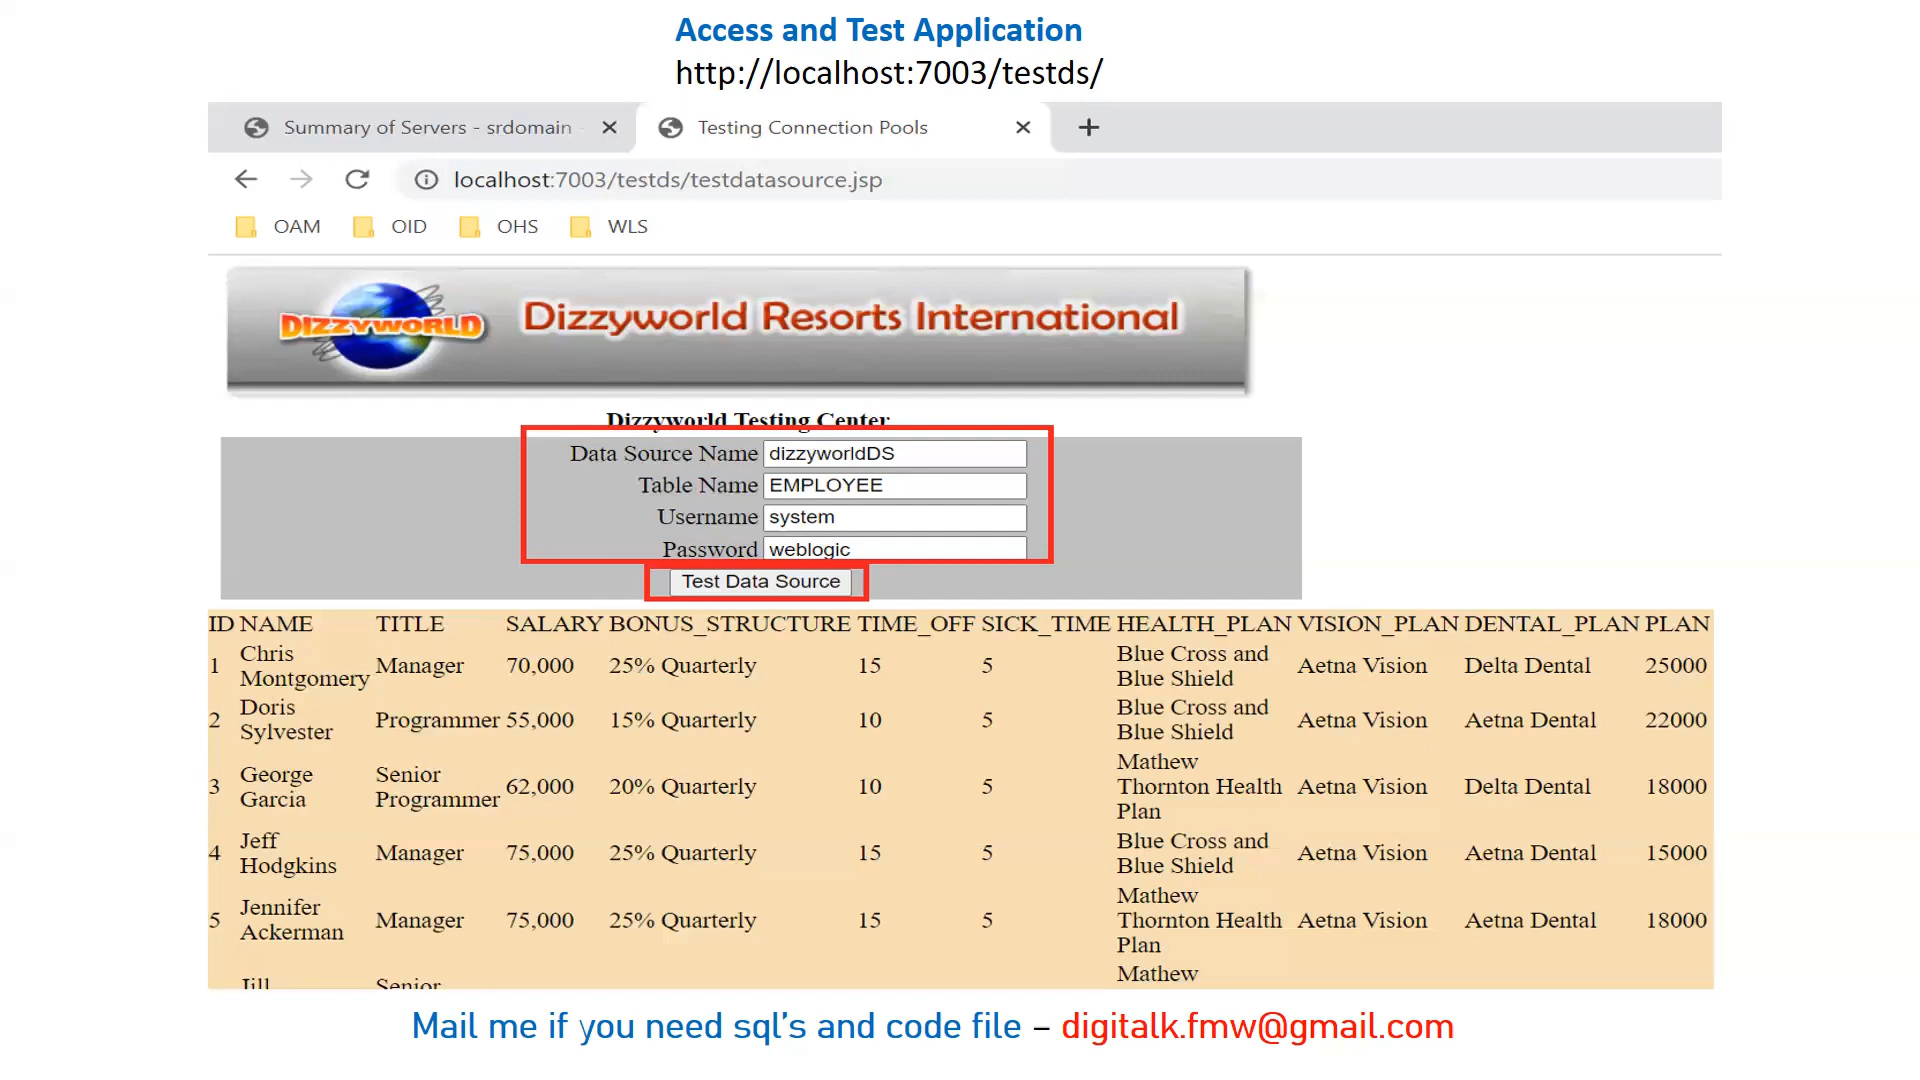 Access and Test Application
http://localhost:7003/testds/
Summary of Servers - srdomain -
Testing Connection Pools
localhost:7003/testds/testdatasource.jsp
OAM OID OHS WLS
DIZZYWORLD
Dizzyworld Resorts International
Dizzyworld Testing Center
Data Source Name dizzyworldDS
Table Name EMPLOYEE
Username system
Password weblogic
Test Data Source
ID NAME TITLE SALARY BONUS_STRUCTURE TIME_OFF SICK_TIME HEALTH_PLAN VISION_PLAN DENTAL_PLAN PLAN
1 Chris Montgomery Manager 70,000 25% Quarterly 15 5 Blue Cross and Blue Shield Aetna Vision Delta Dental 25000
2 Doris Sylvester Programmer 55,000 15% Quarterly 10 5 Blue Cross and Blue Shield Aetna Vision Aetna Dental 22000
3 George Garcia Senior Programmer 62,000 20% Quarterly 10 5 Mathew Thornton Health Plan Aetna Vision Delta Dental 18000
4 Jeff Hodgkins Manager 75,000 25% Quarterly 15 5 Blue Cross and Blue Shield Aetna Vision Aetna Dental 15000
5 Jennifer Ackerman Manager 75,000 25% Quarterly 15 5 Mathew Thornton Health Plan Aetna Vision Aetna Dental 18000
Jill Senior Mathew
Mail me if you need sql's and code file – digitalk.fmw@gmail.com